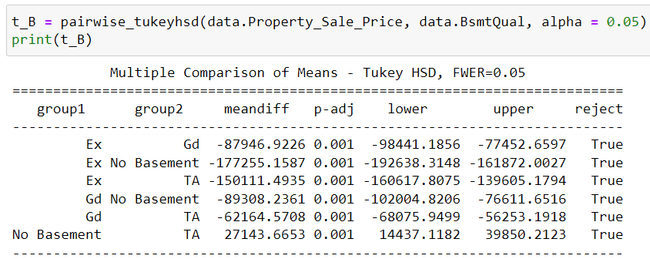 t_B = pairwise_tukeyhsd(data.Property_Sale_Price, data.BsmtQual, alpha = 0.05)
print(t_B)
Multiple Comparison of Means - Tukey HSD, FWER=0.05
================================================================================
group1 group2 meandiff p-adj lower upper reject
--------------------------------------------------------------------------------
Ex Gd -87946.9226 0.001 -98441.1856 -77452.6597 True
Ex No Basement -177255.1587 0.001 -192638.3148 -161872.0027 True
Ex TA -150111.4935 0.001 -160617.8075 -139605.1794 True
Gd No Basement -89308.2361 0.001 -102004.8206 -76611.6516 True
Gd TA -62164.5708 0.001 -68075.9499 -56253.1918 True
No Basement TA 27143.6653 0.001 14437.1182 39850.2123 True
--------------------------------------------------------------------------------